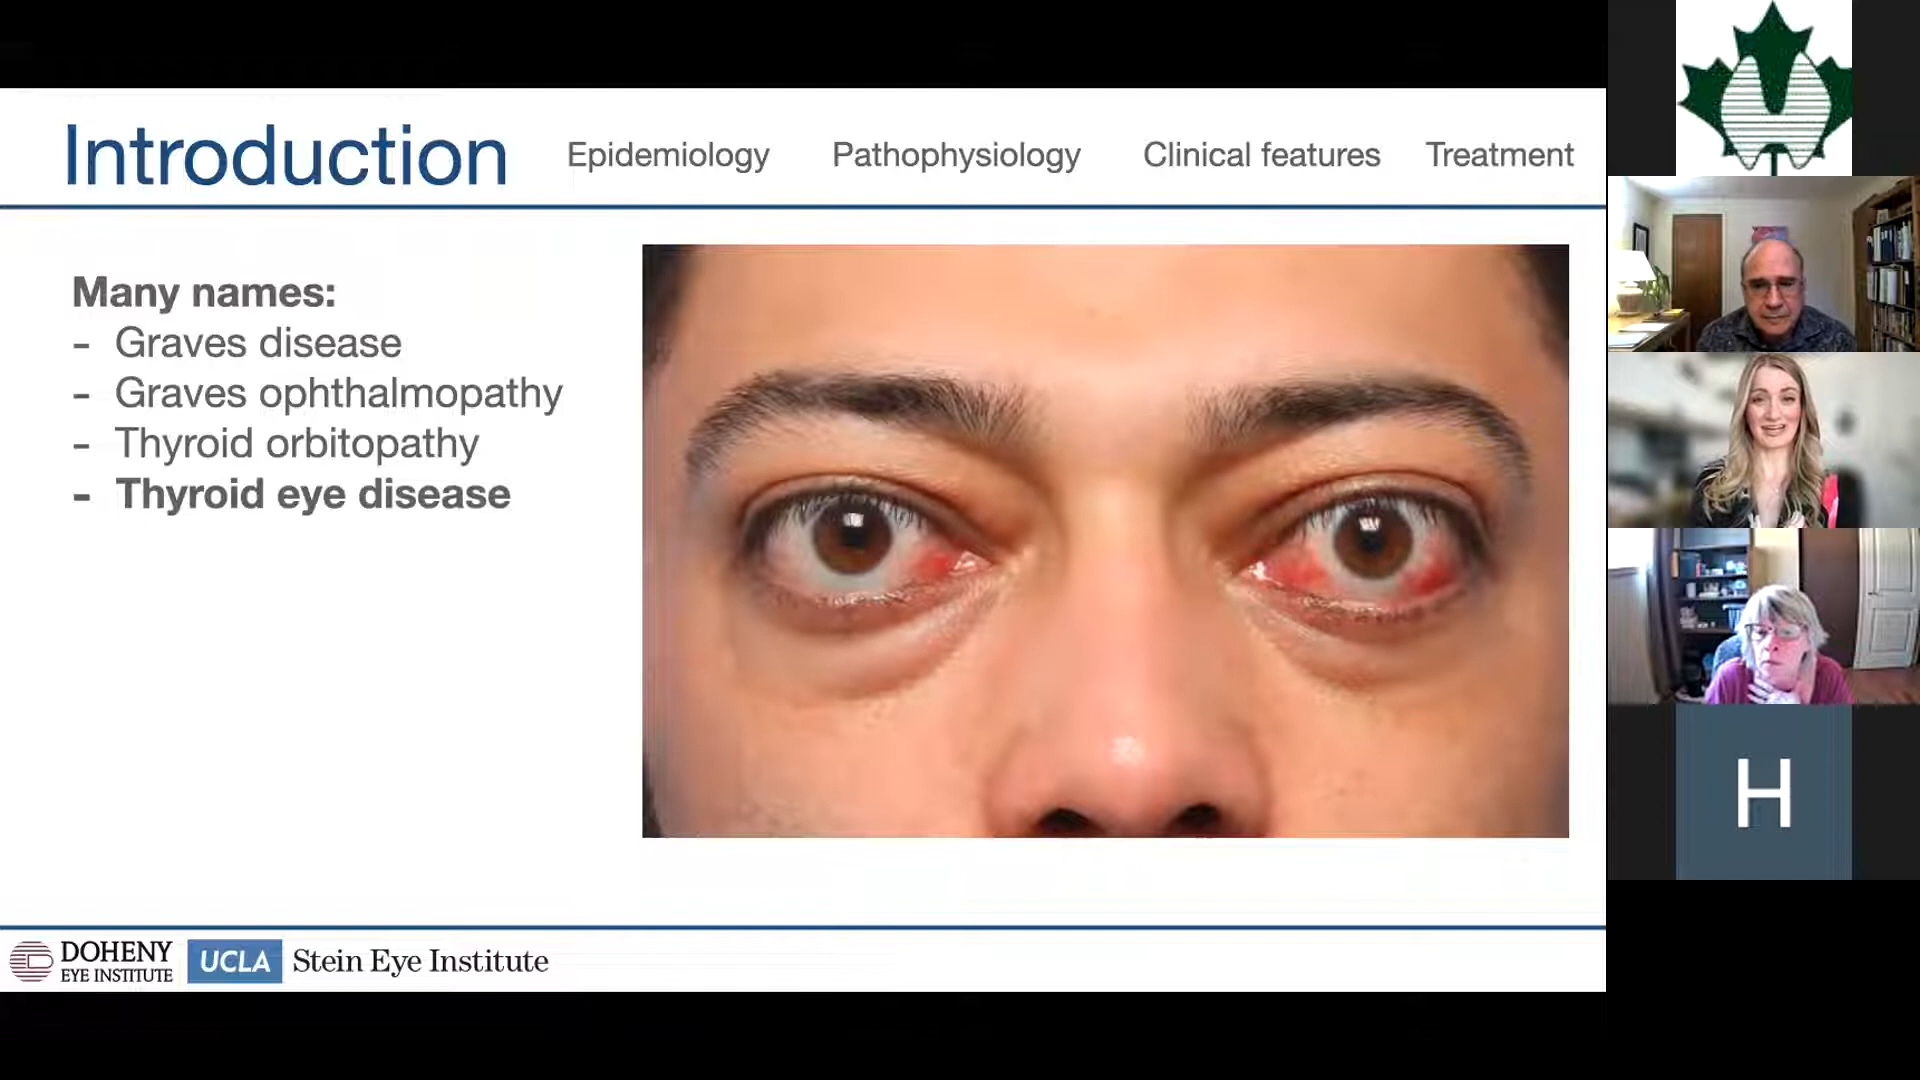 Introduction
Epidemiology
Pathophysiology
Clinical features
Treatment
Many names:
- Graves disease
- Graves ophthalmopathy
- Thyroid orbitopathy
- Thyroid eye disease
DOHENY
EYE INSTITUTE
UCLA
Stein Eye Institute
H